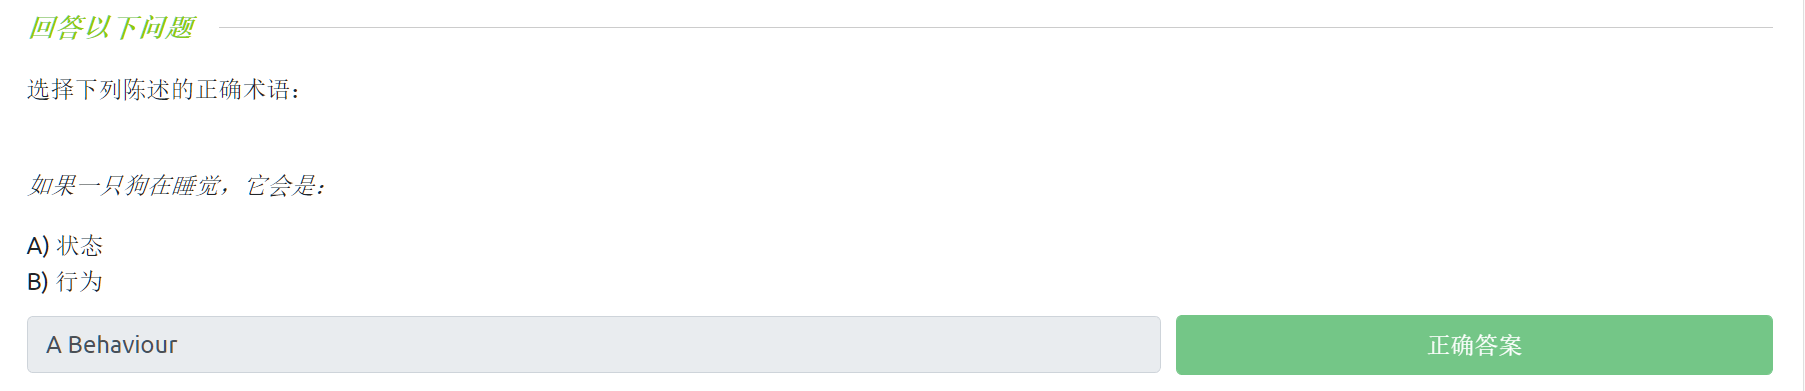 回答以下问题
选择下列陈述的正确术语：
如果一只狗在睡觉，它会是：
A) 状态
B) 行为
A Behaviour
正确答案